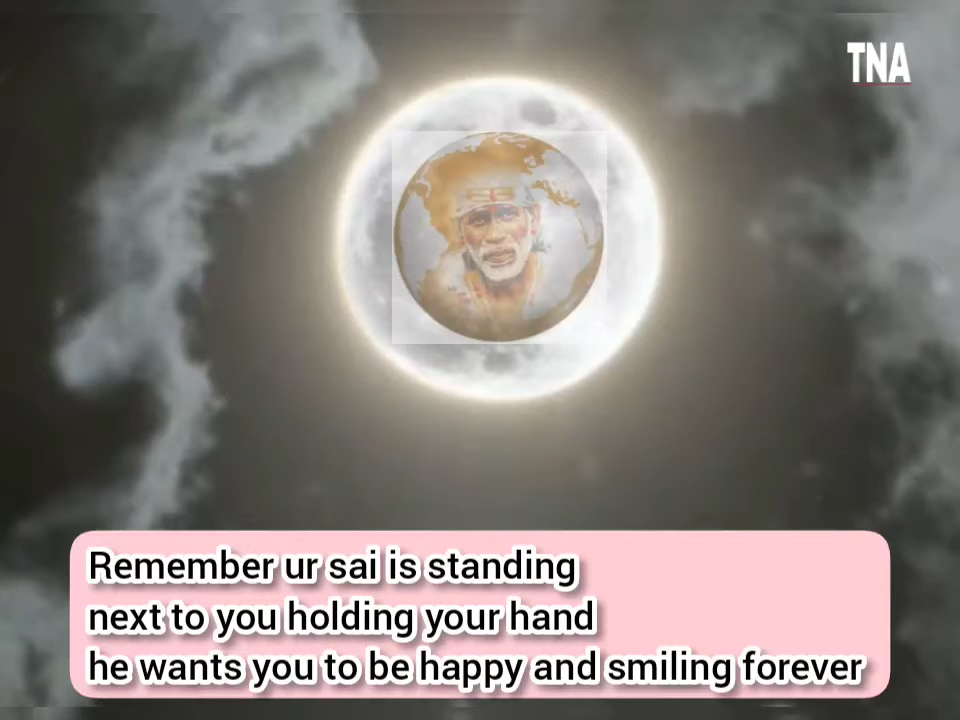 TNA
Remember ur sai is standing
next to you holding your hand
he wants you to be happy and smiling forever